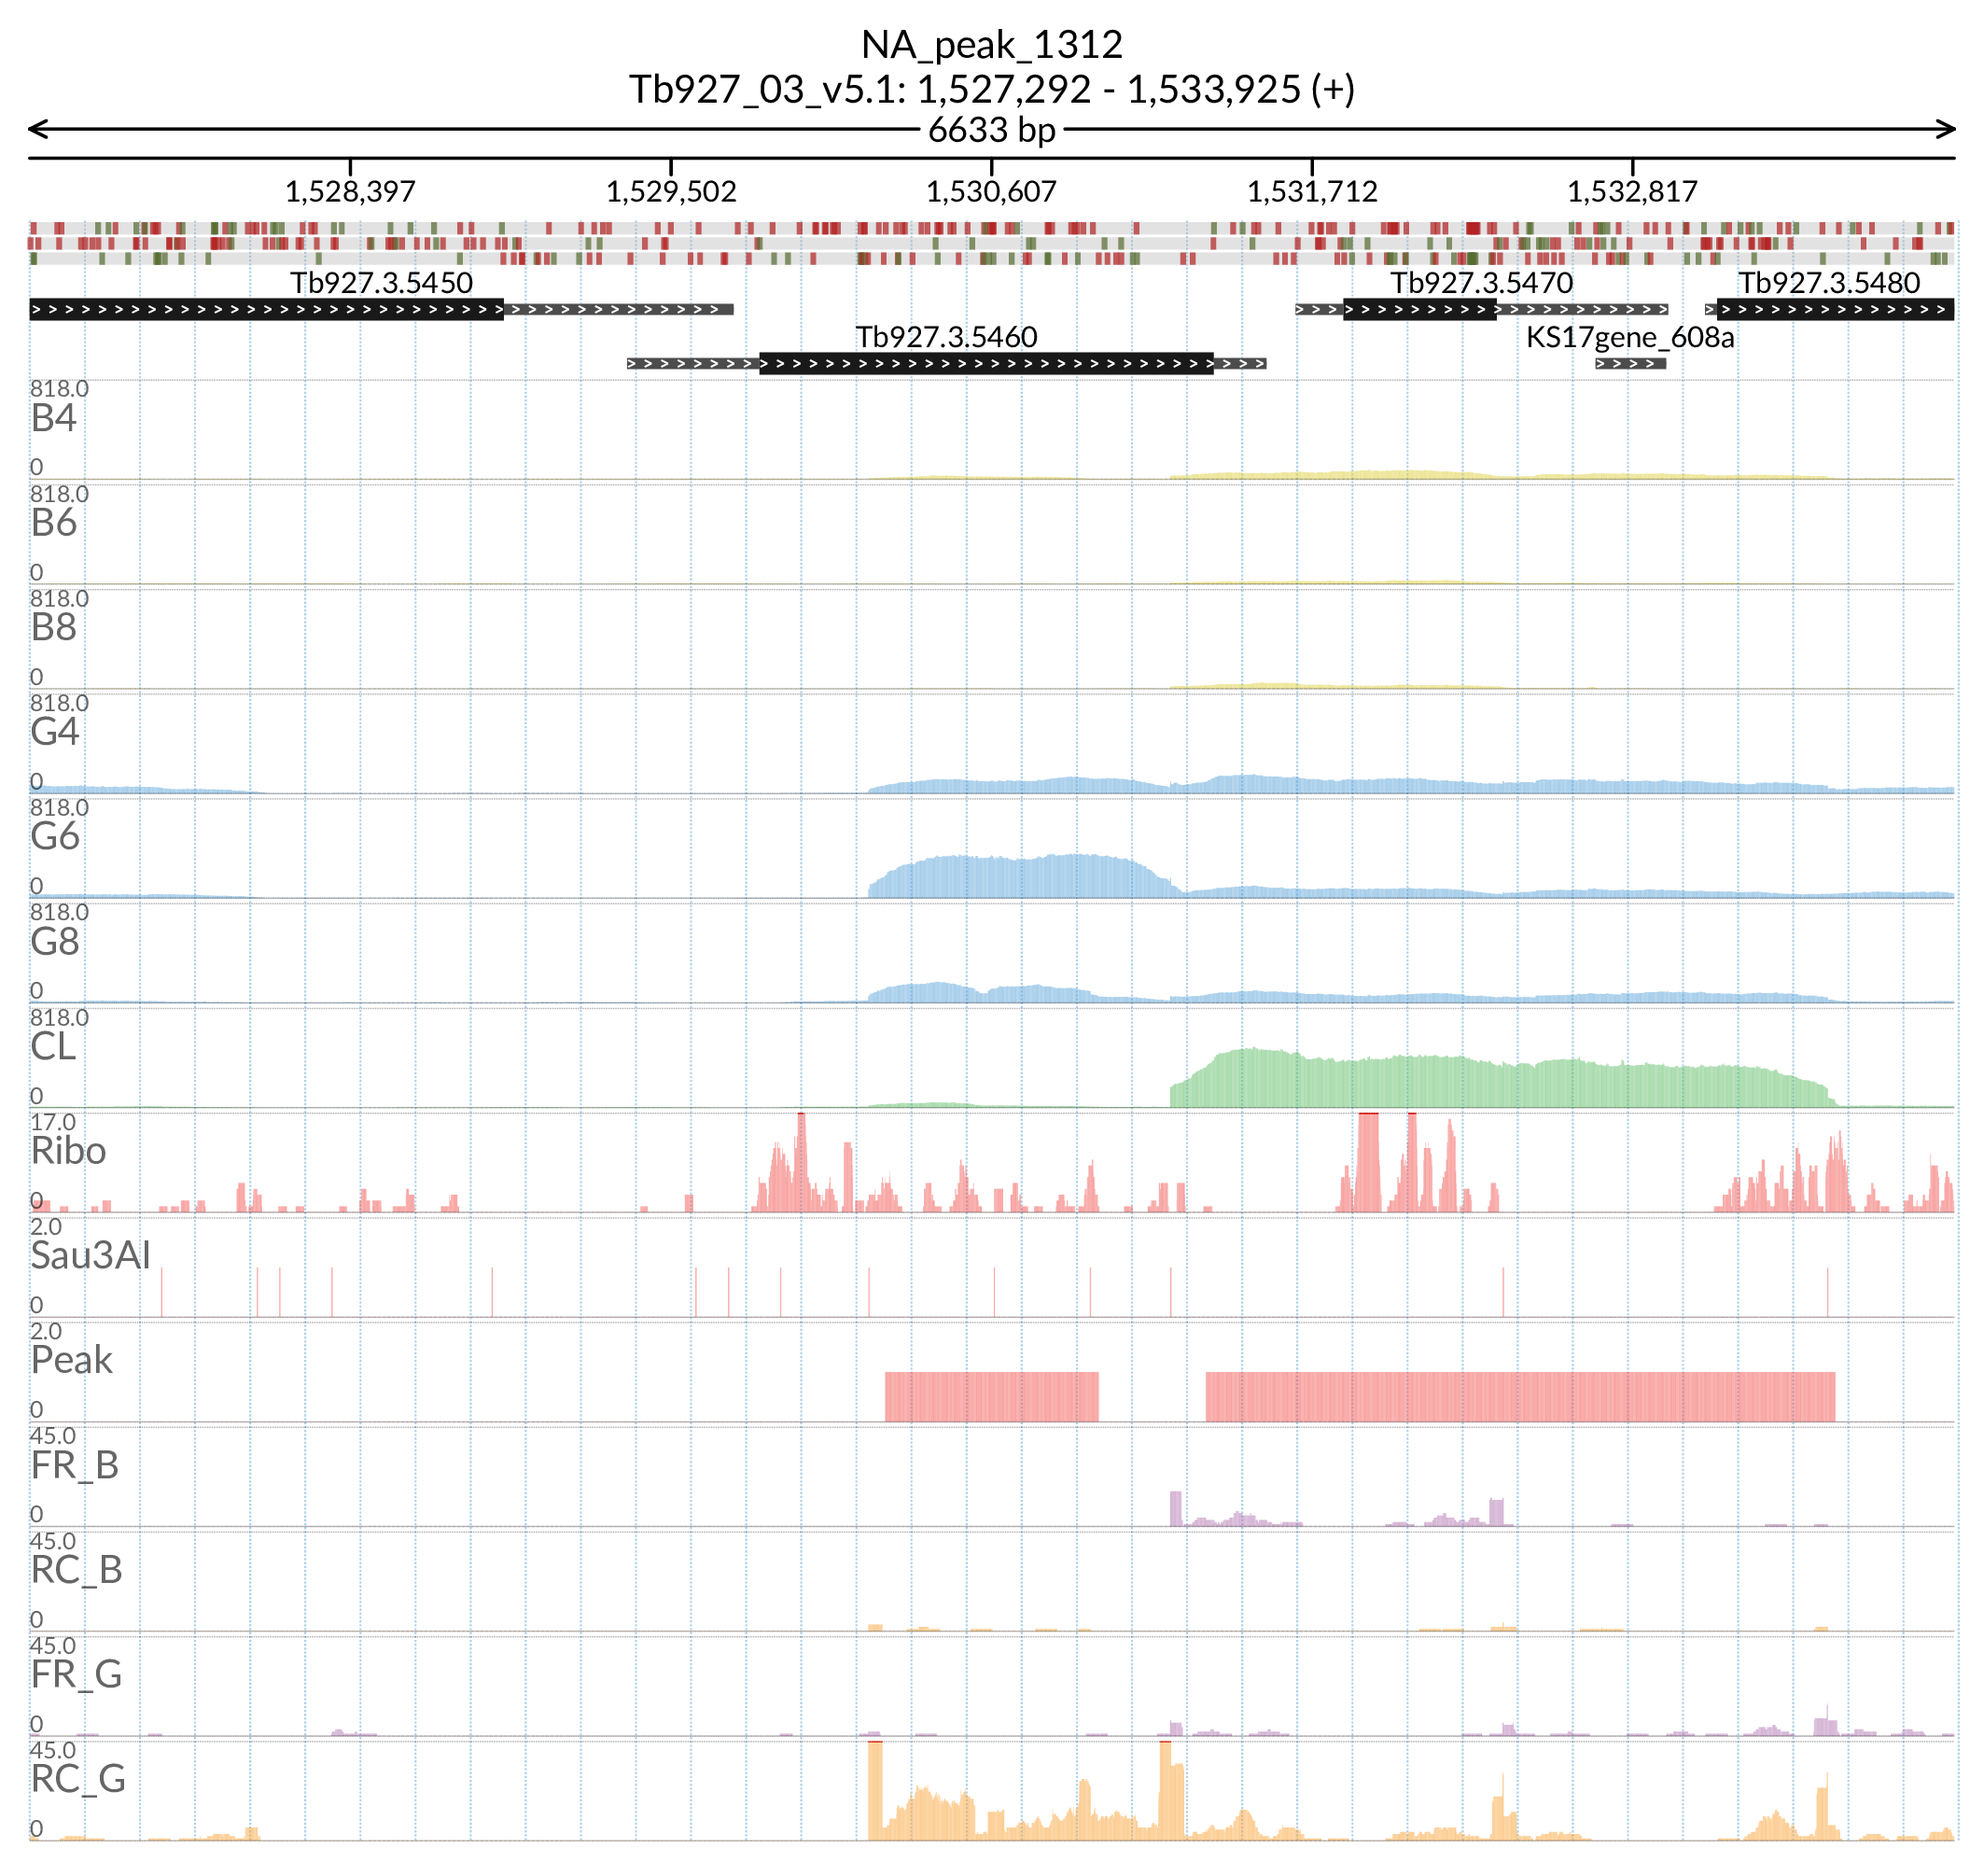 NA_peak_1312
Tb927_03_v5.1: 1,527,292 - 1,533,925 (+)
6633 bp
1,528,397 1,529,502 1,530,607 1,531,712 1,532,817
Tb927.3.5450 Tb927.3.5470 Tb927.3.5480
Tb927.3.5460 KS17gene_608a
818.0
B4
0
818.0
B6
0
818.0
B8
0
818.0
G4
0
818.0
G6
0
818.0
G8
0
818.0
CL
0
17.0
Ribo
0
2.0
Sau3AI
0
2.0
Peak
0
45.0
FR_B
0
45.0
RC_B
0
45.0
FR_G
0
45.0
RC_G
0